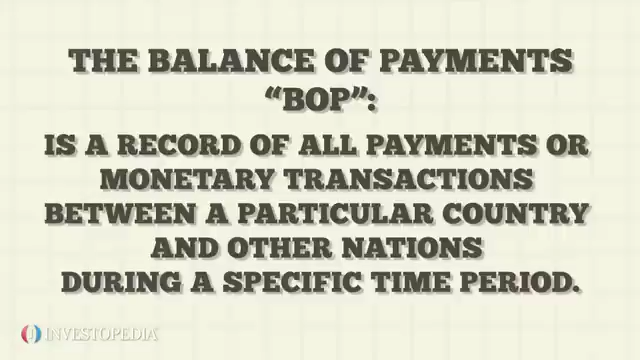 THE BALANCE OF PAYMENTS
“BOP”:
IS A RECORD OF ALL PAYMENTS OR
MONETARY TRANSACTIONS
BETWEEN A PARTICULAR COUNTRY
AND OTHER NATIONS
DURING A SPECIFIC TIME PERIOD.
INVESTOPEDIA